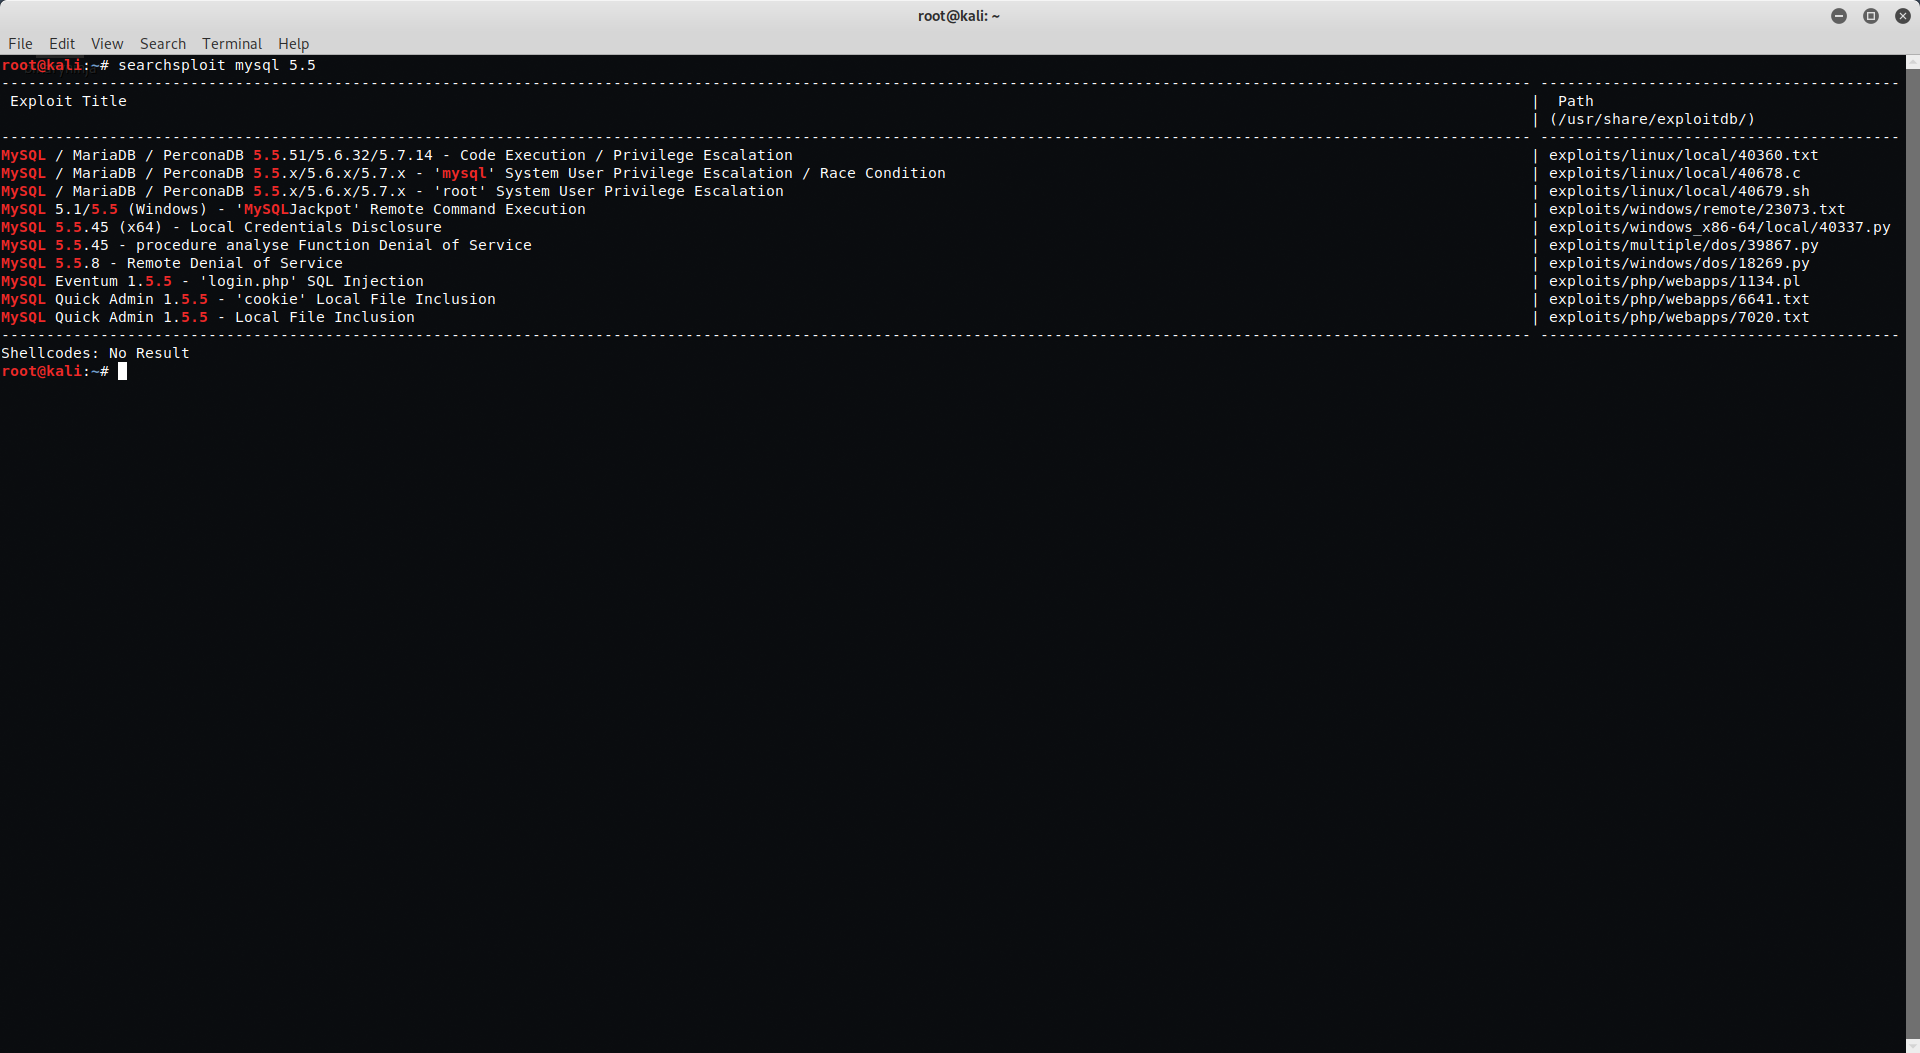 root@kali: ~
File Edit View Search Terminal Help
root@kali:~# searchsploit mysql 5.5
--------------------------------------------------------------------------------------------------------------------------------------------------------------------------- ----------------------------------------
Exploit Title | Path
| (/usr/share/exploitdb/)
--------------------------------------------------------------------------------------------------------------------------------------------------------------------------- ----------------------------------------
MySQL / MariaDB / PerconaDB 5.5.51/5.6.32/5.7.14 - Code Execution / Privilege Escalation | exploits/linux/local/40360.txt
MySQL / MariaDB / PerconaDB 5.5.x/5.6.x/5.7.x - 'mysql' System User Privilege Escalation / Race Condition | exploits/linux/local/40678.c
MySQL / MariaDB / PerconaDB 5.5.x/5.6.x/5.7.x - 'root' System User Privilege Escalation | exploits/linux/local/40679.sh
MySQL 5.1/5.5 (Windows) - 'MySQLJackpot' Remote Command Execution | exploits/windows/remote/23073.txt
MySQL 5.5.45 (x64) - Local Credentials Disclosure | exploits/windows_x86-64/local/40337.py
MySQL 5.5.45 - procedure analyse Function Denial of Service | exploits/multiple/dos/39867.py
MySQL 5.5.8 - Remote Denial of Service | exploits/windows/dos/18269.py
MySQL Eventum 1.5.5 - 'login.php' SQL Injection | exploits/php/webapps/1134.pl
MySQL Quick Admin 1.5.5 - 'cookie' Local File Inclusion | exploits/php/webapps/6641.txt
MySQL Quick Admin 1.5.5 - Local File Inclusion | exploits/php/webapps/7020.txt
--------------------------------------------------------------------------------------------------------------------------------------------------------------------------- ----------------------------------------
Shellcodes: No Result
root@kali:~#